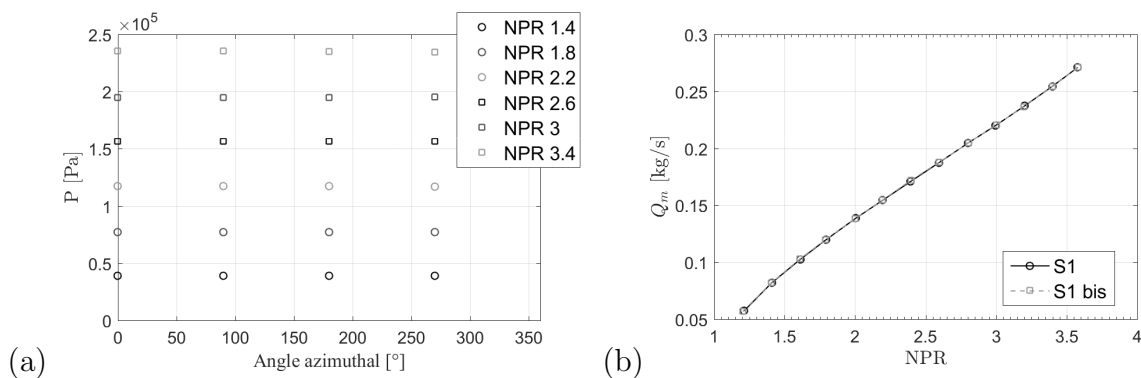 ×10⁵
2.5
2
1.5
1
0.5
0
0 50 100 150 200 250 300 350
P [Pa]
Angle azimuthal [°]
NPR 1.4
NPR 1.8
NPR 2.2
NPR 2.6
NPR 3
NPR 3.4
(a)
0.3
0.25
0.2
0.15
0.1
0.05
1 1.5 2 2.5 3 3.5 4
Qₘ [kg/s]
NPR
S1
S1 bis
(b)